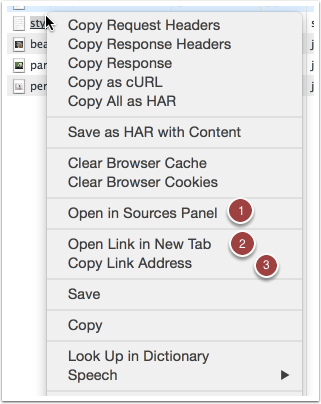 sty
Copy Request Headers
bea
Copy Response Headers
par
Copy Response
per
Copy as cURL
Copy All as HAR
Save as HAR with Content
Clear Browser Cache
Clear Browser Cookies
Open in Sources Panel 1
Open Link in New Tab 2
Copy Link Address 3
Save
Copy
Look Up in Dictionary
Speech